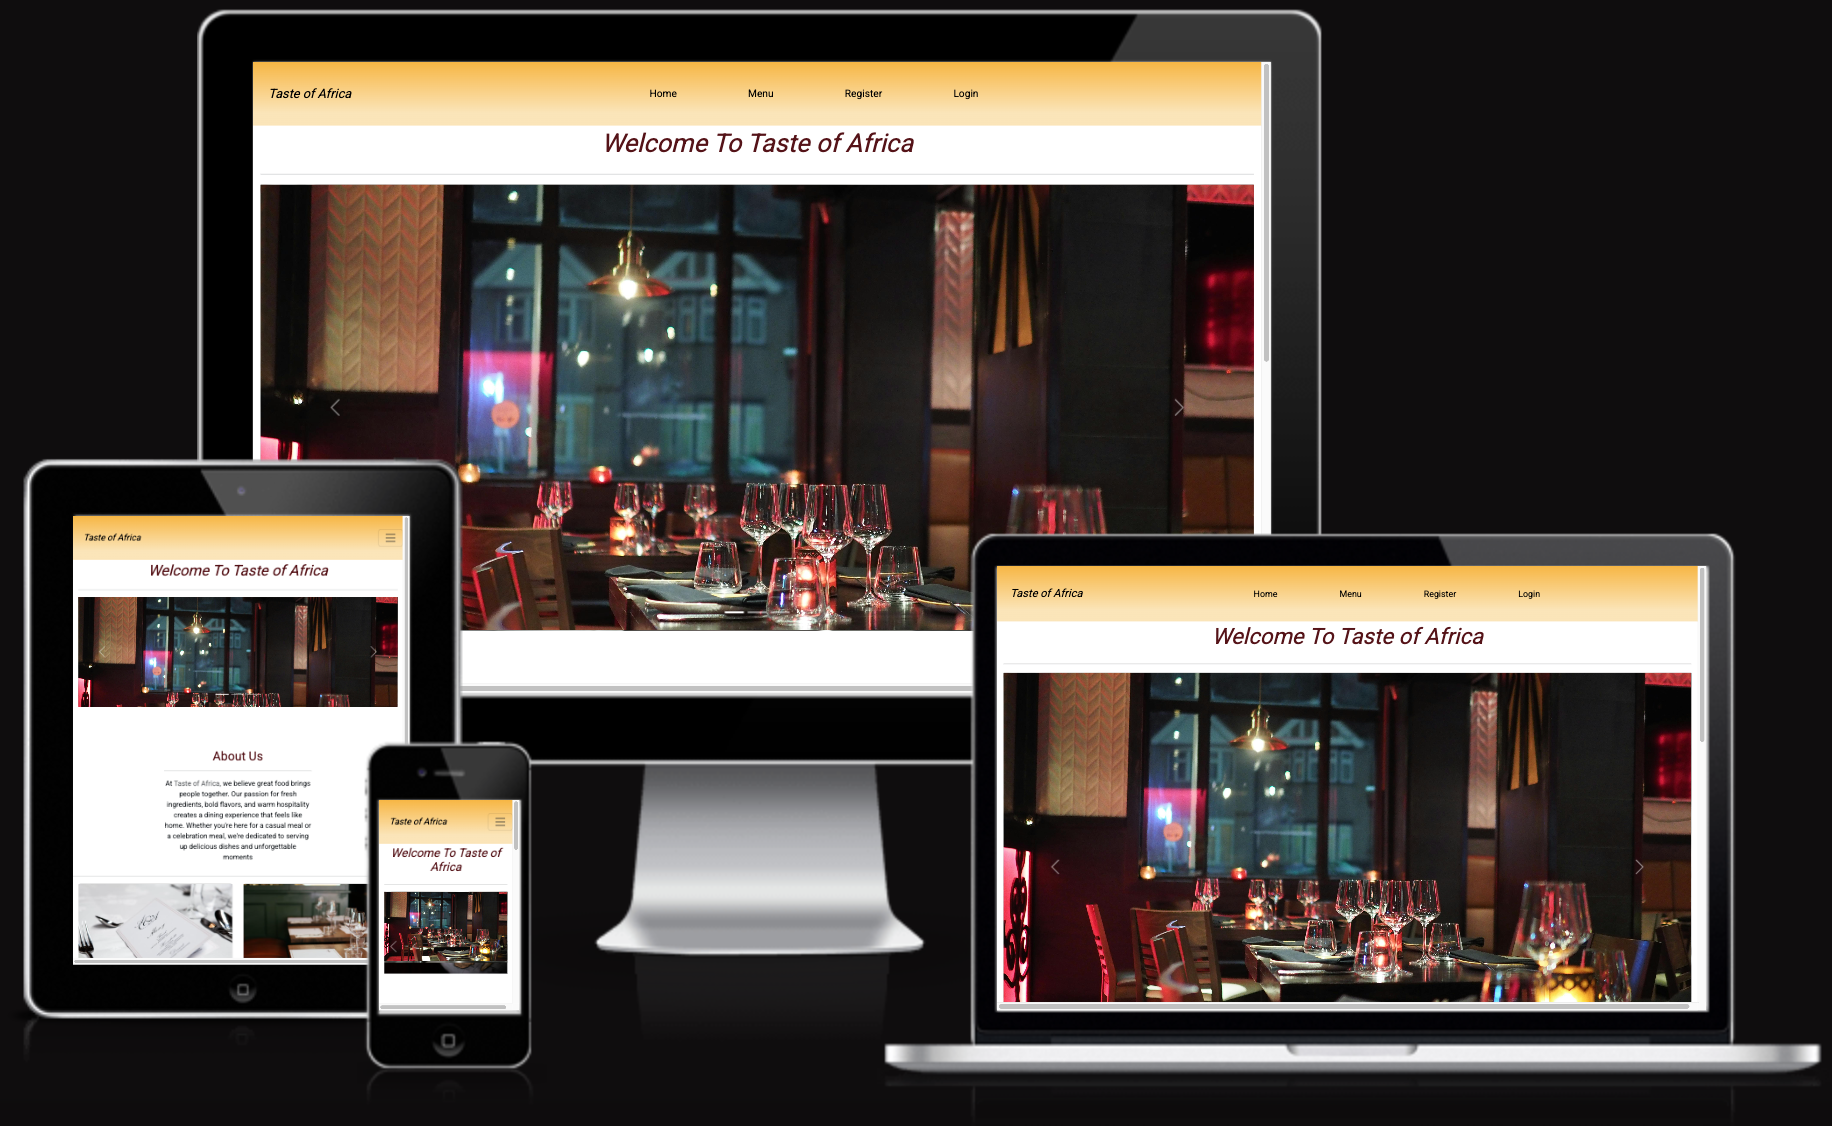 Taste of Africa
Home Menu Register Login
Welcome To Taste of Africa
Taste of Africa
Welcome To Taste of Africa
About Us
At Taste of Africa, we believe great food brings
people together. Our passion for fresh
ingredients, bold flavors, and warm hospitality
creates a dining experience that feels like
home. Whether you're here for a casual meal or
a celebration meal, we're dedicated to serving
up delicious dishes and unforgettable
moments
Taste of Africa
Welcome To Taste of
Africa
Taste of Africa
Home Menu Register Login
Welcome To Taste of Africa